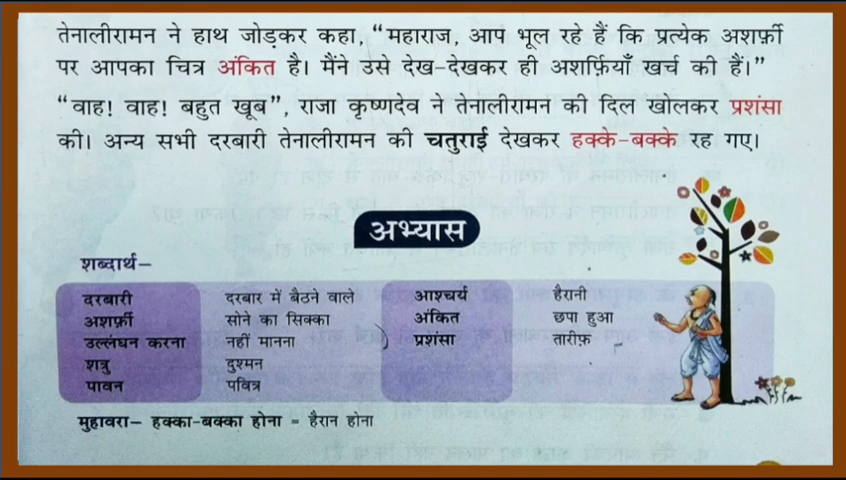 तेनालीरामन ने हाथ जोड़कर कहा, “महाराज, आप भूल रहे हैं कि प्रत्येक अशर्फ़ी
पर आपका चित्र अंकित है। मैंने उसे देख-देखकर ही अशर्फ़ियाँ खर्च की हैं।”
“वाह! वाह! बहुत खूब”, राजा कृष्णदेव ने तेनालीरामन की दिल खोलकर प्रशंसा
की। अन्य सभी दरबारी तेनालीरामन की चतुराई देखकर हक्के-बक्के रह गए।
अभ्यास
शब्दार्थ–
दरबारी दरबार में बैठने वाले आश्चर्य हैरानी
अशर्फ़ी सोने का सिक्का अंकित छपा हुआ
उल्लंघन करना नहीं मानना प्रशंसा तारीफ़
शत्रु दुश्मन
पावन पवित्र
मुहावरा– हक्का-बक्का होना = हैरान होना